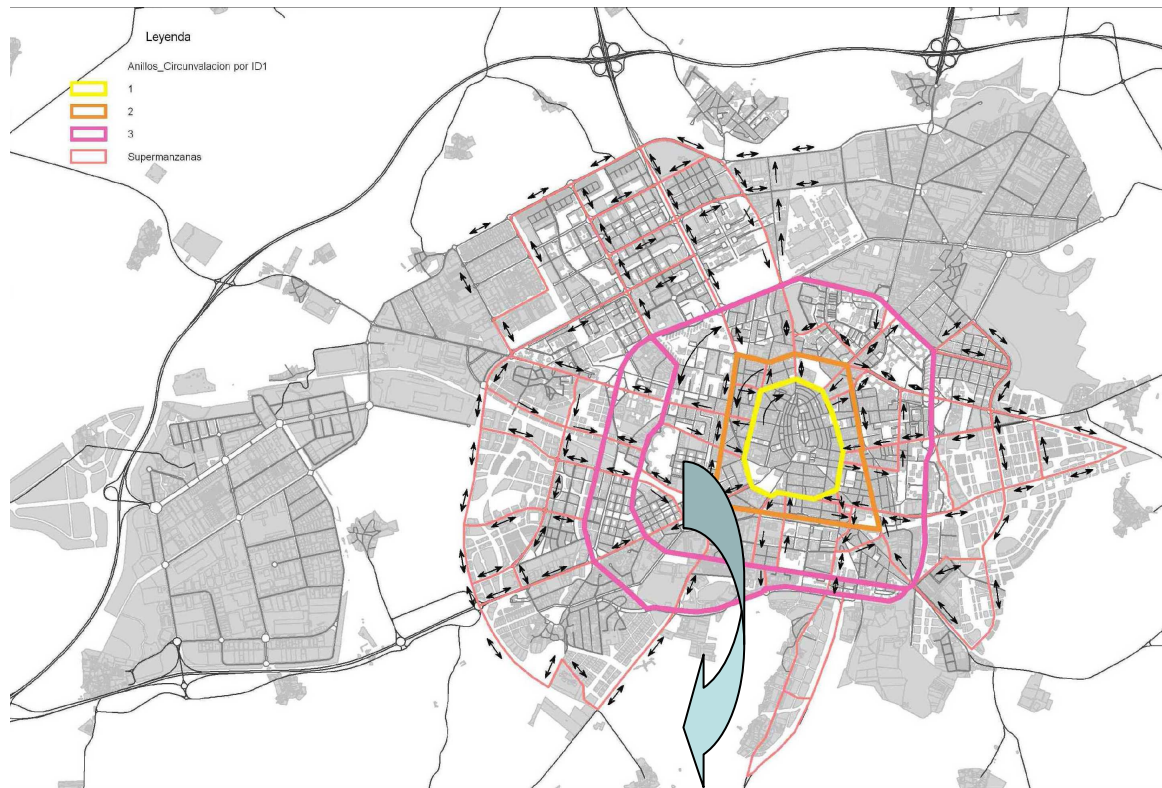 Leyenda
Anillos_Circunvalacion por ID1
1
2
3
Supermanzanas